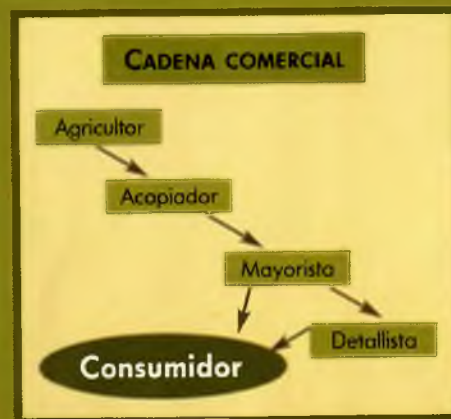 CADENA COMERCIAL
Agricultor
Acopiador
Mayorista
Detallista
Consumidor